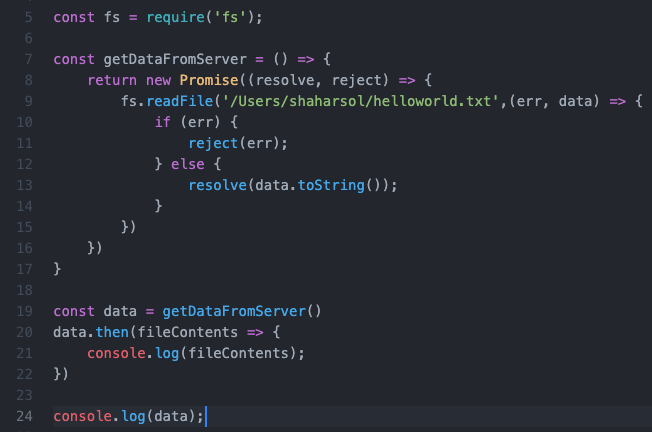 5 const fs = require('fs');
6
7 const getDataFromServer = () => {
8     return new Promise((resolve, reject) => {
9         fs.readFile('/Users/shaharsol/helloworld.txt',(err, data) => {
10             if (err) {
11                 reject(err);
12             } else {
13                 resolve(data.toString());
14             }
15         })
16     })
17 }
18
19 const data = getDataFromServer()
20 data.then(fileContents => {
21     console.log(fileContents);
22 })
23
24 console.log(data);